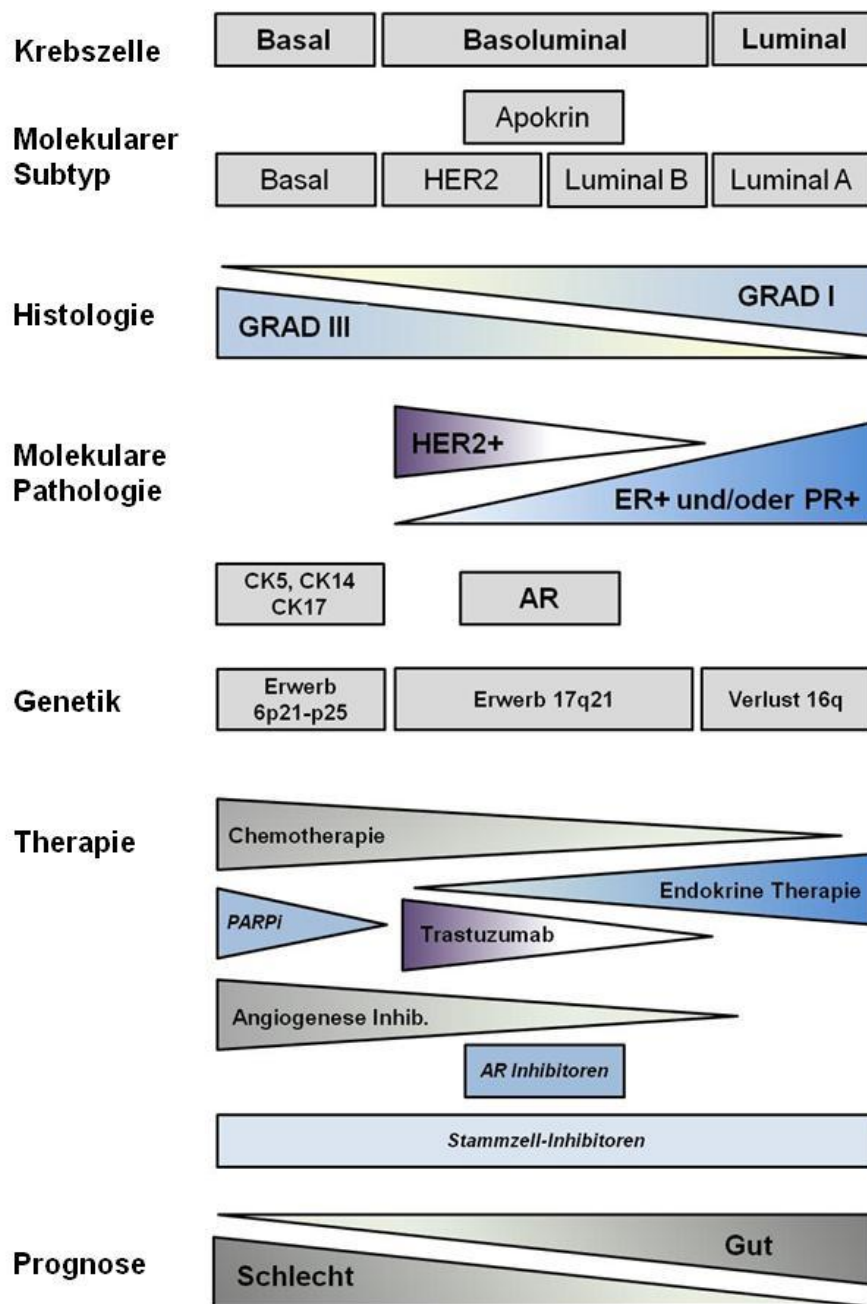 Krebszelle
Basal
Basoluminal
Luminal
Molekularer
Subtyp
Apokrin
Basal
HER2
Luminal B
Luminal A
Histologie
GRAD I
GRAD III
Molekulare
Pathologie
HER2+
ER+ und/oder PR+
CK5, CK14
CK17
AR
Genetik
Erwerb
6p21-p25
Erwerb 17q21
Verlust 16q
Therapie
Chemotherapie
Endokrine Therapie
PARPi
Trastuzumab
Angiogenese Inhib.
AR Inhibitoren
Stammzell-Inhibitoren
Prognose
Gut
Schlecht